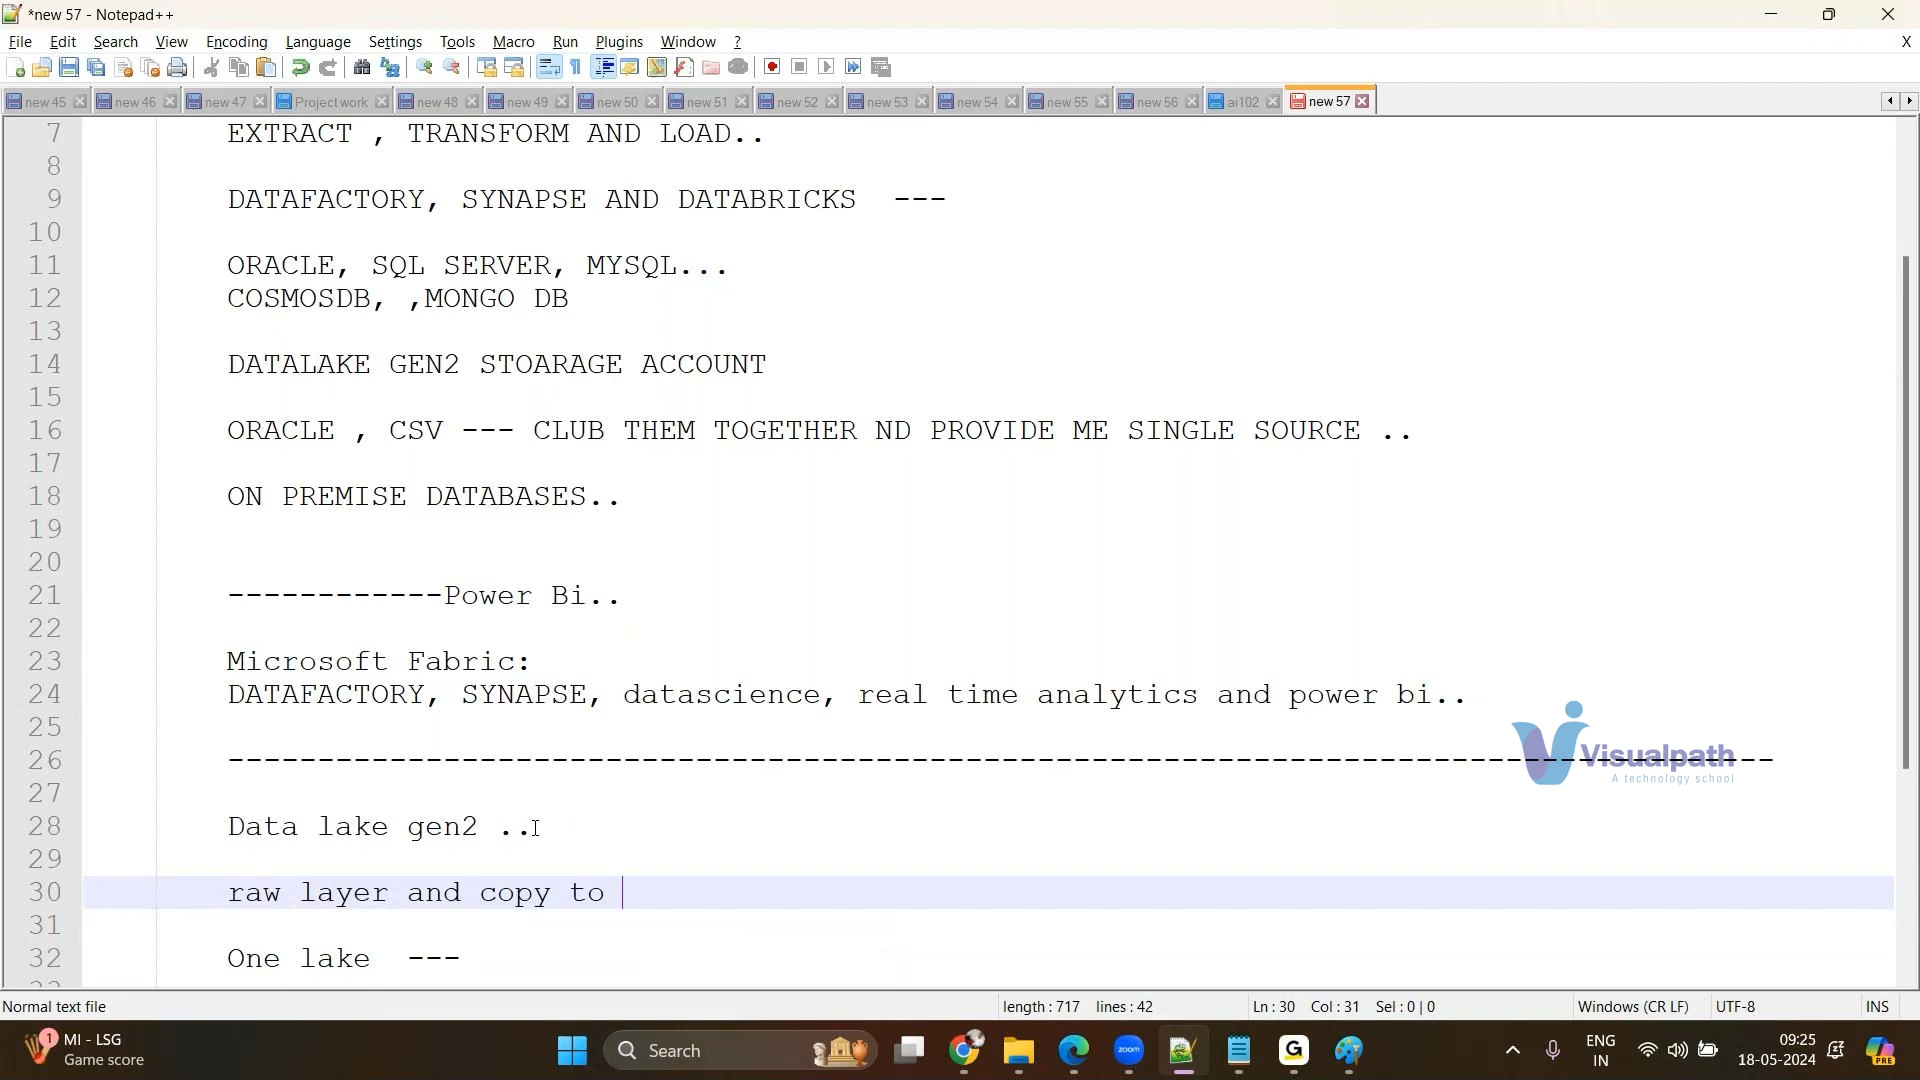 *new 57 - Notepad++
File Edit Search View Encoding Language Settings Tools Macro Run Plugins Window ? X
new 45 new 46 new 47 Project work new 48 new 49 new 50 new 51 new 52 new 53 new 54 new 55 new 56 ai102 new 57
7 EXTRACT , TRANSFORM AND LOAD..
8
9 DATAFACTORY, SYNAPSE AND DATABRICKS ---
10
11 ORACLE, SQL SERVER, MYSQL...
12 COSMOSDB, ,MONGO DB
13
14 DATALAKE GEN2 STOARAGE ACCOUNT
15
16 ORACLE , CSV --- CLUB THEM TOGETHER ND PROVIDE ME SINGLE SOURCE ..
17
18 ON PREMISE DATABASES..
19
20
21 ------------Power Bi..
22
23 Microsoft Fabric:
24 DATAFACTORY, SYNAPSE, datascience, real time analytics and power bi..
25
26 --------------------------------------------------------------------------------------
27
28 Data lake gen2 ..
29
30 raw layer and copy to
31
32 One lake ---
Visualpath
A technology school
Normal text file length : 717 lines : 42 Ln : 30 Col : 31 Sel : 0 | 0 Windows (CR LF) UTF-8 INS
1 MI - LSG
Game score
Search
zoom
G
ENG
IN
09:25
18-05-2024
PRE